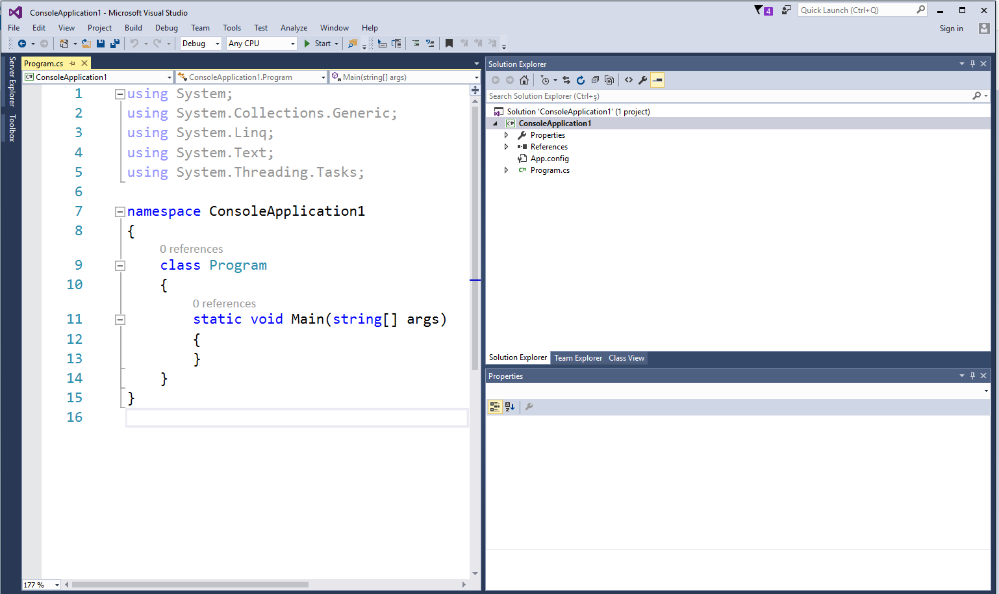 ConsoleApplication1 - Microsoft Visual Studio
4
Quick Launch (Ctrl+Q)
File Edit View Project Build Debug Team Tools Test Analyze Window Help
Sign in
Debug Any CPU Start
Server Explorer
Toolbox
Program.cs
ConsoleApplication1 ConsoleApplication1.Program Main(string[] args)
1 using System;
2 using System.Collections.Generic;
3 using System.Linq;
4 using System.Text;
5 using System.Threading.Tasks;
6
7 namespace ConsoleApplication1
8 {
0 references
9 class Program
10 {
0 references
11 static void Main(string[] args)
12 {
13 }
14 }
15 }
16
177 %
Solution Explorer
Search Solution Explorer (Ctrl+ş)
Solution 'ConsoleApplication1' (1 project)
C# ConsoleApplication1
Properties
References
App.config
C# Program.cs
Solution Explorer Team Explorer Class View
Properties